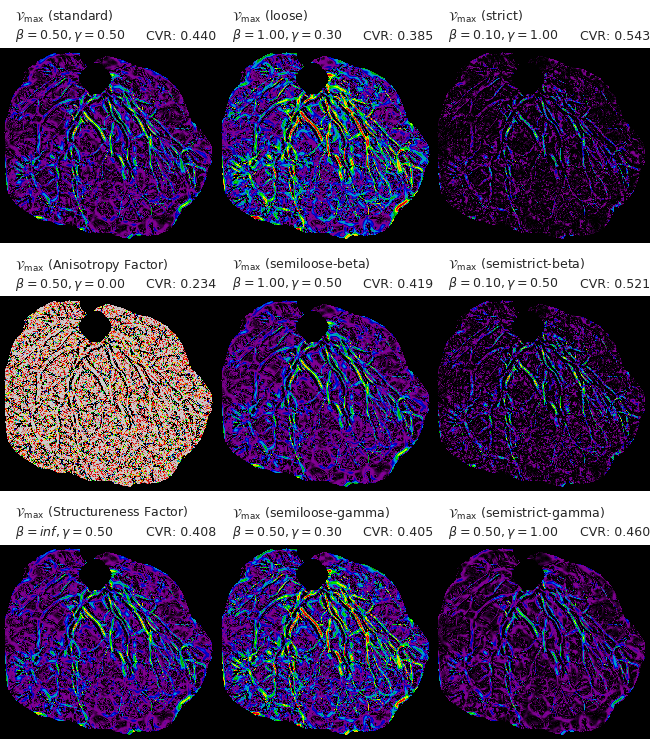 𝒱max (standard)
β = 0.50, γ = 0.50 CVR: 0.440
𝒱max (loose)
β = 1.00, γ = 0.30 CVR: 0.385
𝒱max (strict)
β = 0.10, γ = 1.00 CVR: 0.543
𝒱max (Anisotropy Factor)
β = 0.50, γ = 0.00 CVR: 0.234
𝒱max (semiloose-beta)
β = 1.00, γ = 0.50 CVR: 0.419
𝒱max (semistrict-beta)
β = 0.10, γ = 0.50 CVR: 0.521
𝒱max (Structureness Factor)
β = inf, γ = 0.50 CVR: 0.408
𝒱max (semiloose-gamma)
β = 0.50, γ = 0.30 CVR: 0.405
𝒱max (semistrict-gamma)
β = 0.50, γ = 1.00 CVR: 0.460